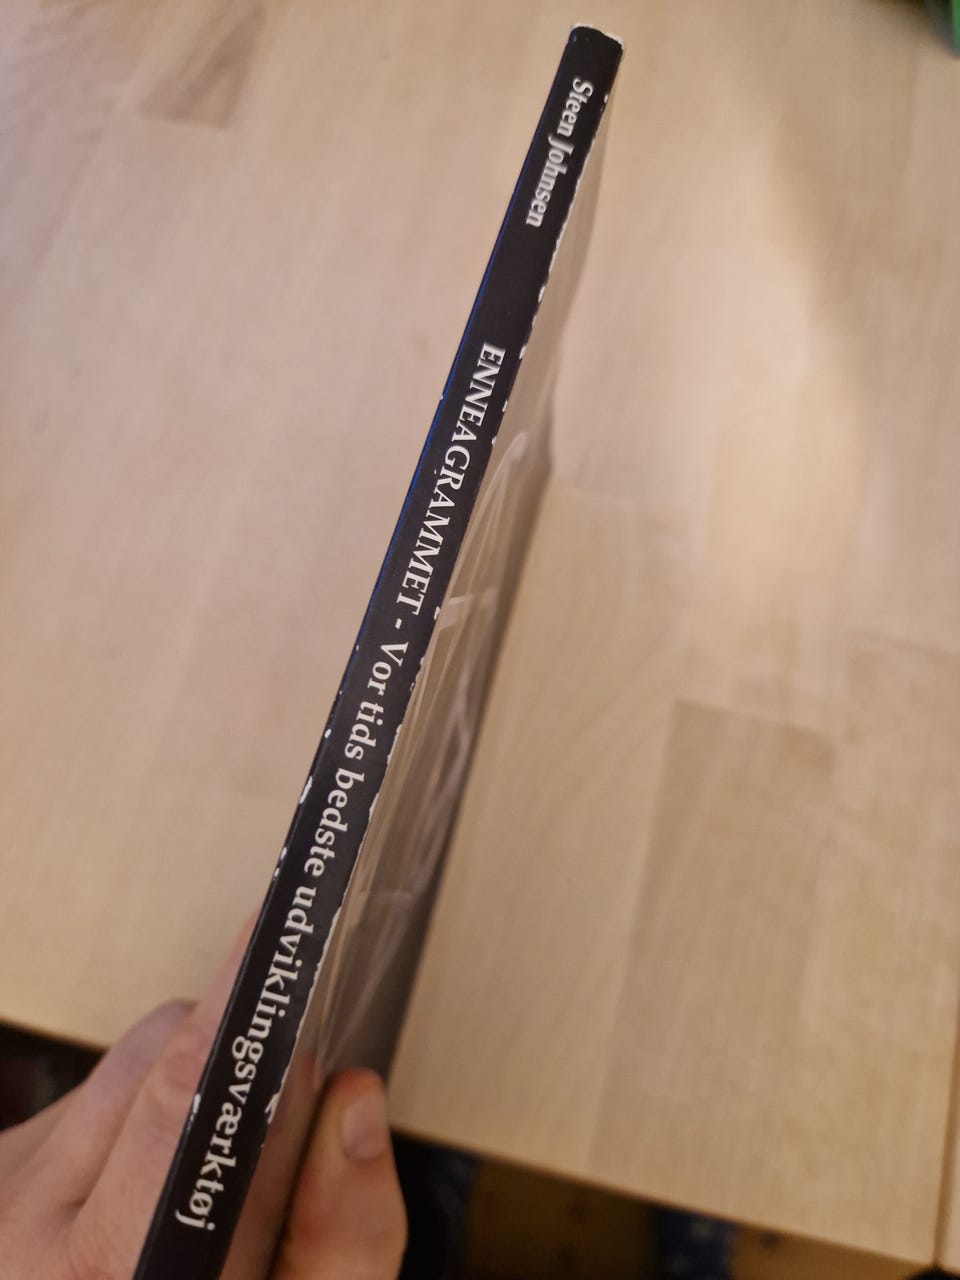 Steen Johnsen
ENNEAGRAMMET - Vor tids bedste udviklingsværktøj